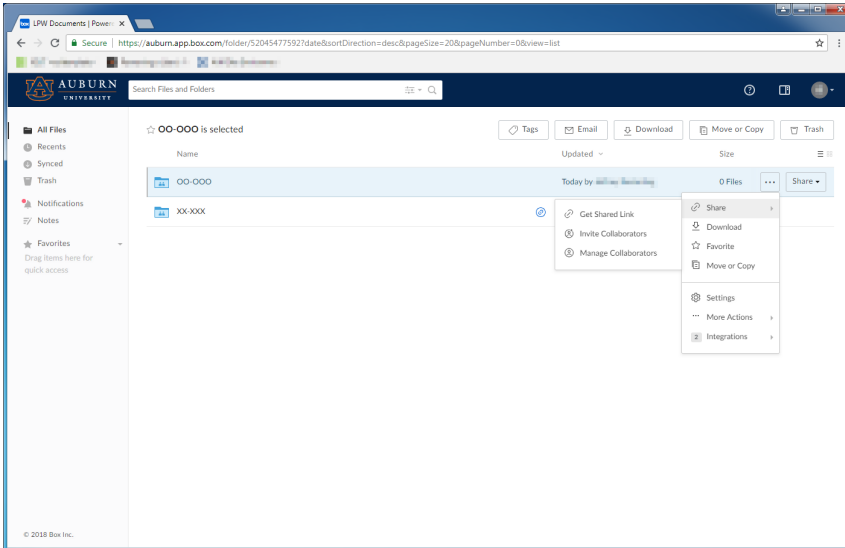 box
LPW Documents | Power
Secure | https://auburn.app.box.com/folder/52045477592?date&sortDirection=desc&pageSize=20&pageNumber=0&view=list
AUBURN
UNIVERSITY
Search Files and Folders
All Files
Recents
Synced
Trash
Notifications
Notes
Favorites
Drag items here for
quick access
OO-OOO is selected
Tags
Email
Download
Move or Copy
Trash
Name
Updated
Size
OO-OOO
Today by
0 Files
Share
XX-XXX
Get Shared Link
Invite Collaborators
Manage Collaborators
Share
Download
Favorite
Move or Copy
Settings
More Actions
2 Integrations
© 2018 Box Inc.